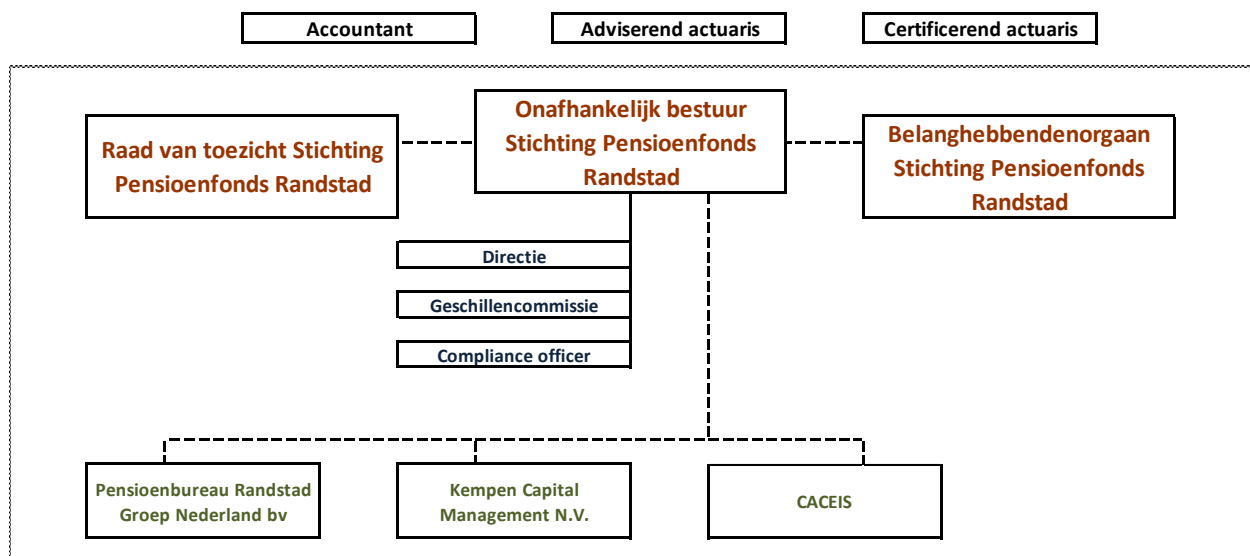 Accountant
Adviserend actuaris
Certificerend actuaris
Raad van toezicht Stichting
Pensioenfonds Randstad
Onafhankelijk bestuur
Stichting Pensioenfonds
Randstad
Belanghebbendenorgaan
Stichting Pensioenfonds
Randstad
Directie
Geschillencommissie
Compliance officer
Pensioenbureau Randstad
Groep Nederland bv
Kempen Capital
Management N.V.
CACEIS